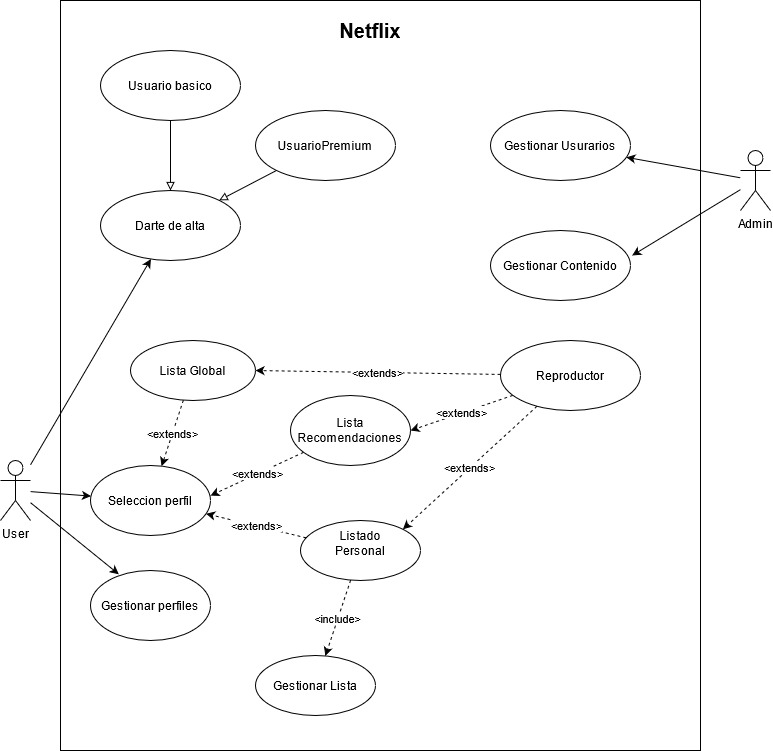 Netflix
Usuario basico
UsuarioPremium
Gestionar Usurarios
Darte de alta
Admin
Gestionar Contenido
Lista Global
<extends>
Reproductor
Lista
Recomendaciones
<extends>
<extends>
<extends>
<extends>
Seleccion perfil
<extends>
User
Listado
Personal
Gestionar perfiles
<include>
Gestionar Lista